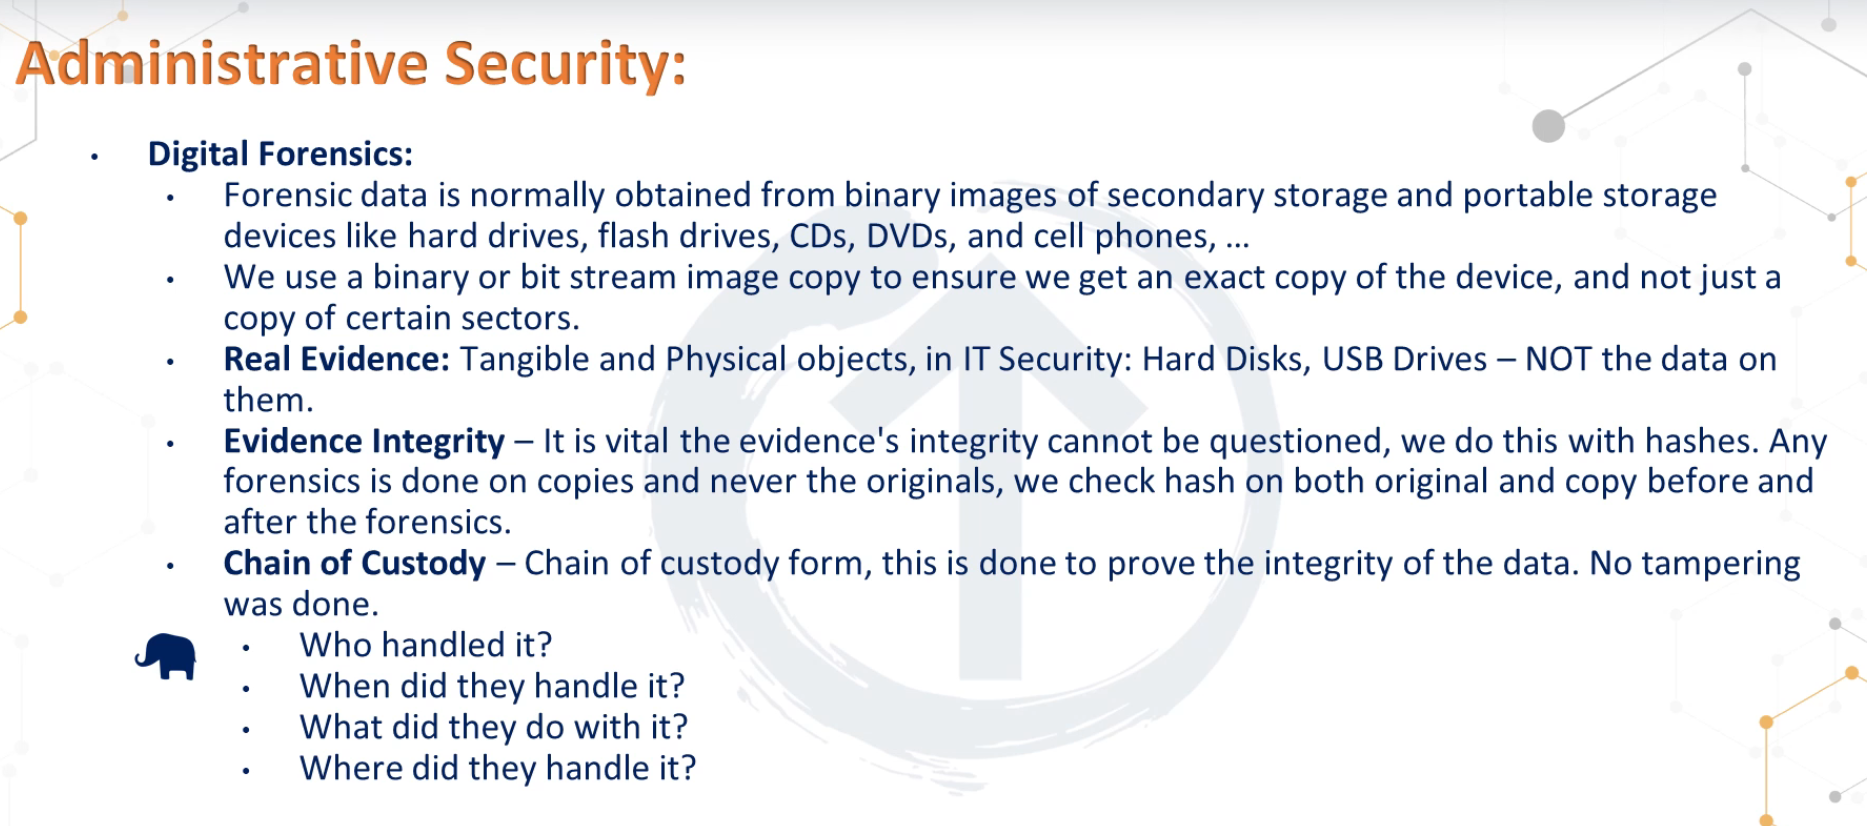 Administrative Security:
• Digital Forensics:
• Forensic data is normally obtained from binary images of secondary storage and portable storage
devices like hard drives, flash drives, CDs, DVDs, and cell phones, ...
• We use a binary or bit stream image copy to ensure we get an exact copy of the device, and not just a
copy of certain sectors.
• Real Evidence: Tangible and Physical objects, in IT Security: Hard Disks, USB Drives – NOT the data on
them.
• Evidence Integrity – It is vital the evidence's integrity cannot be questioned, we do this with hashes. Any
forensics is done on copies and never the originals, we check hash on both original and copy before and
after the forensics.
• Chain of Custody – Chain of custody form, this is done to prove the integrity of the data. No tampering
was done.
• Who handled it?
• When did they handle it?
• What did they do with it?
• Where did they handle it?